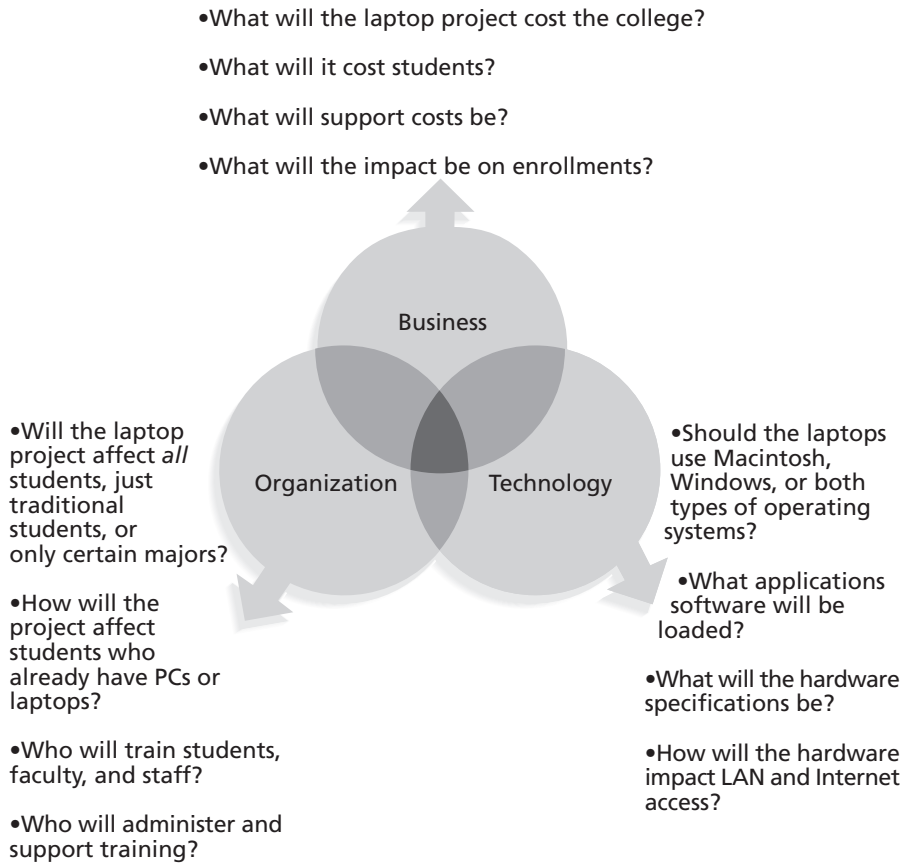 •What will the laptop project cost the college?
•What will it cost students?
•What will support costs be?
•What will the impact be on enrollments?
Business
Organization
Technology
•Will the laptop
project affect all
students, just
traditional
students, or
only certain majors?
•How will the
project affect
students who
already have PCs or
laptops?
•Who will train students,
faculty, and staff?
•Who will administer and
support training?
•Should the laptops
use Macintosh,
Windows, or both
types of operating
systems?
•What applications
software will be
loaded?
•What will the hardware
specifications be?
•How will the hardware
impact LAN and Internet
access?